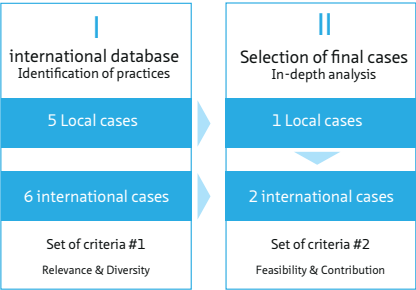 I
international database
Identification of practices
5 Local cases
6 international cases
Set of criteria #1
Relevance & Diversity
II
Selection of final cases
In-depth analysis
1 Local cases
2 international cases
Set of criteria #2
Feasibility & Contribution